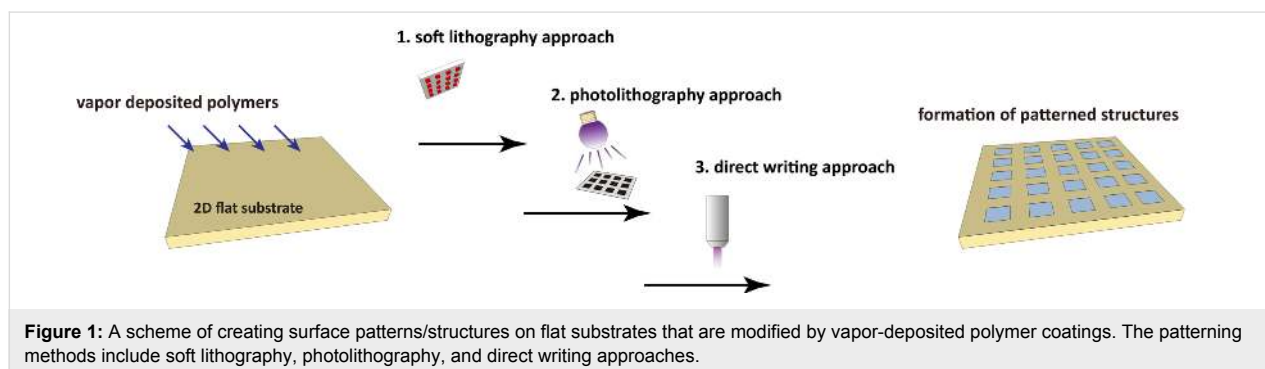 1. soft lithography approach
vapor deposited polymers
2. photolithography approach
formation of patterned structures
3. direct writing approach
2D flat substrate
Figure 1: A scheme of creating surface patterns/structures on flat substrates that are modified by vapor-deposited polymer coatings. The patterning
methods include soft lithography, photolithography, and direct writing approaches.